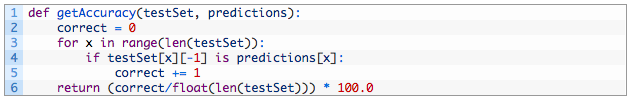 1 def getAccuracy(testSet, predictions):
2     correct = 0
3     for x in range(len(testSet)):
4         if testSet[x][-1] is predictions[x]:
5             correct += 1
6     return (correct/float(len(testSet))) * 100.0